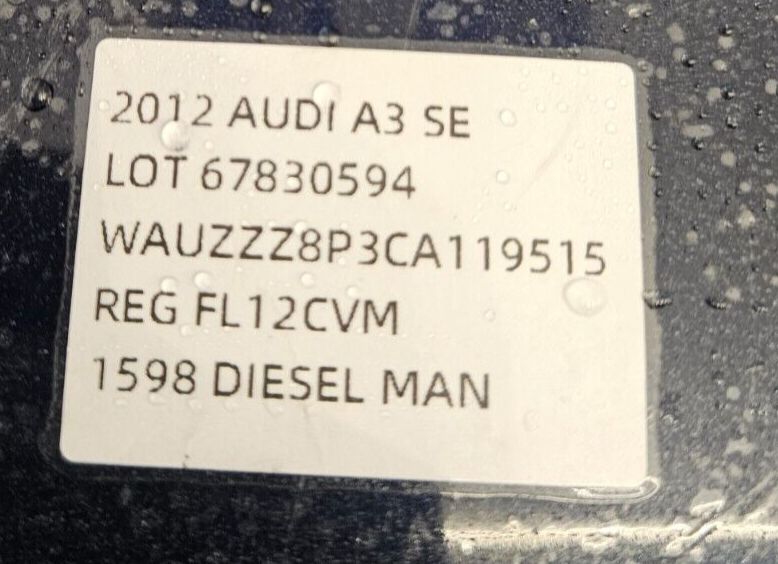 2012 AUDI A3 SE
LOT 67830594
WAUZZZ8P3CA119515
REG FL12CVM
1598 DIESEL MAN